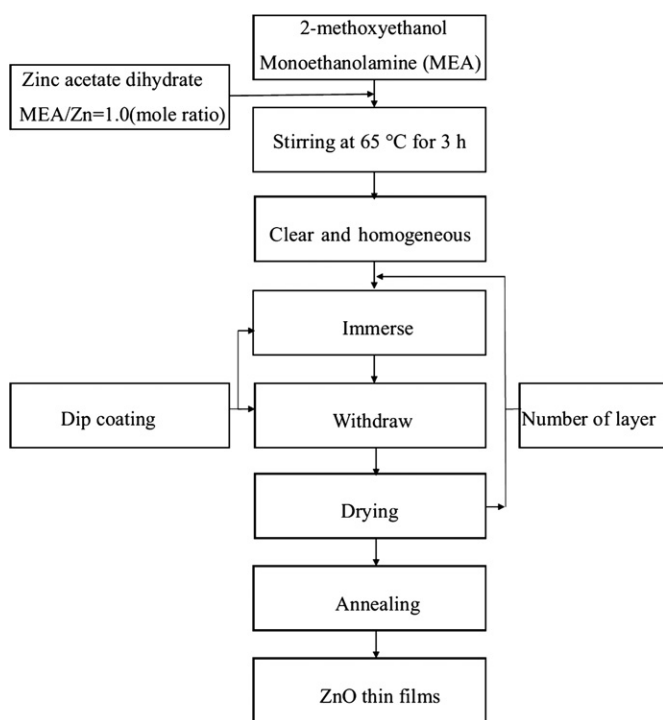 2-methoxyethanol
Monoethanolamine (MEA)
Zinc acetate dihydrate
MEA/Zn=1.0(mole ratio)
Stirring at 65 °C for 3 h
Clear and homogeneous
Immerse
Dip coating
Withdraw
Number of layer
Drying
Annealing
ZnO thin films